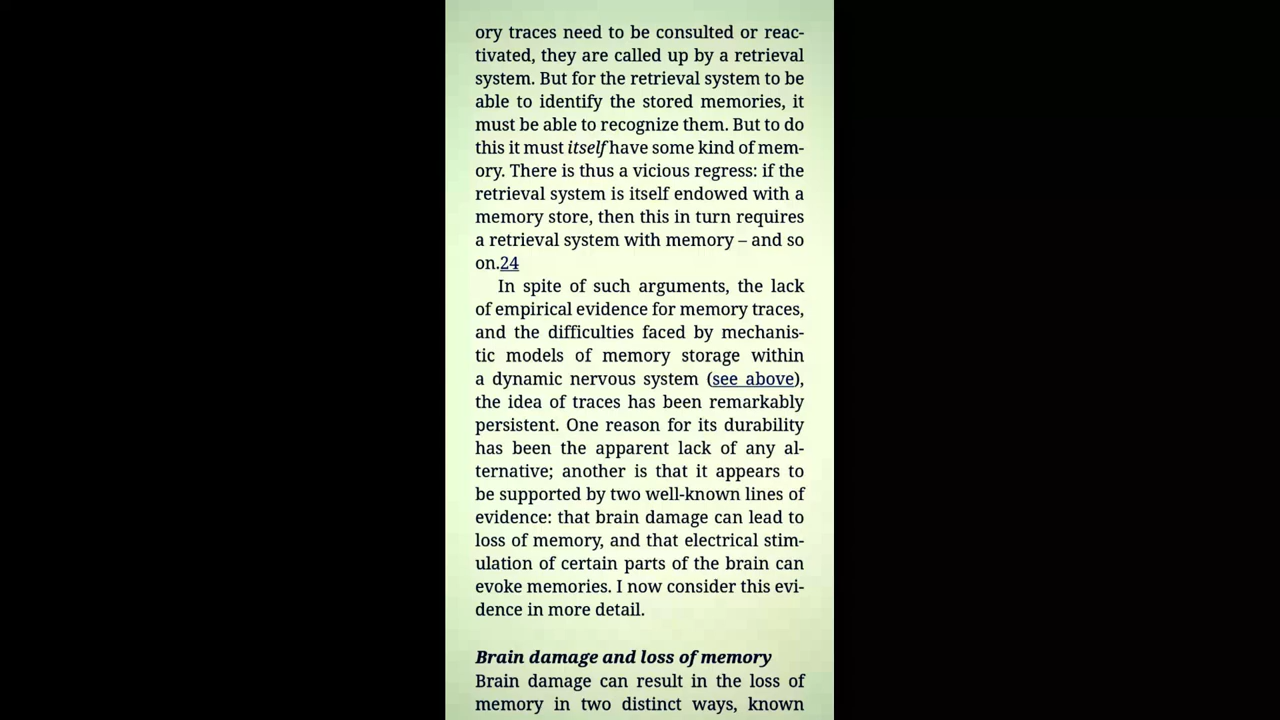 ory traces need to be consulted or reac-
tivated, they are called up by a retrieval
system. But for the retrieval system to be
able to identify the stored memories, it
must be able to recognize them. But to do
this it must itself have some kind of mem-
ory. There is thus a vicious regress: if the
retrieval system is itself endowed with a
memory store, then this in turn requires
a retrieval system with memory – and so
on.24
In spite of such arguments, the lack
of empirical evidence for memory traces,
and the difficulties faced by mechanis-
tic models of memory storage within
a dynamic nervous system (see above),
the idea of traces has been remarkably
persistent. One reason for its durability
has been the apparent lack of any al-
ternative; another is that it appears to
be supported by two well-known lines of
evidence: that brain damage can lead to
loss of memory, and that electrical stim-
ulation of certain parts of the brain can
evoke memories. I now consider this evi-
dence in more detail.
Brain damage and loss of memory
Brain damage can result in the loss of
memory in two distinct ways, known